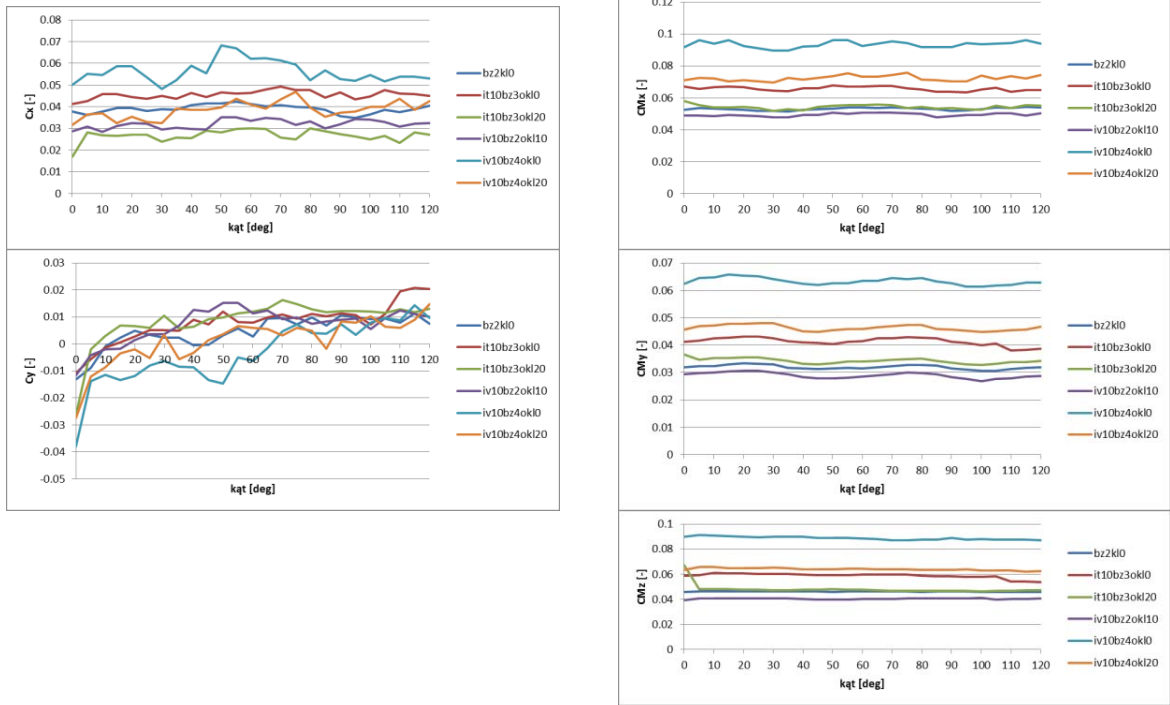 0.08
0.07
0.06
0.05
0.04
0.03
0.02
0.01
0
Cx [-]
0 10 20 30 40 50 60 70 80 90 100 110 120
kąt [deg]
bz2kl0
it10bz3okl0
it10bz3okl20
iv10bz2okl10
iv10bz4okl0
iv10bz4okl20
0.03
0.02
0.01
0
-0.01
-0.02
-0.03
-0.04
-0.05
Cy [-]
0 10 20 30 40 50 60 70 80 90 100 110 120
kąt [deg]
bz2kl0
it10bz3okl0
it10bz3okl20
iv10bz2okl10
iv10bz4okl0
iv10bz4okl20
0.12
0.1
0.08
0.06
0.04
0.02
0
CMx [-]
0 10 20 30 40 50 60 70 80 90 100 110 120
kąt [deg]
bz2kl0
it10bz3okl0
it10bz3okl20
iv10bz2okl10
iv10bz4okl0
iv10bz4okl20
0.07
0.06
0.05
0.04
0.03
0.02
0.01
0
CMy [-]
0 10 20 30 40 50 60 70 80 90 100 110 120
kąt [deg]
bz2kl0
it10bz3okl0
it10bz3okl20
iv10bz2okl10
iv10bz4okl0
iv10bz4okl20
0.1
0.08
0.06
0.04
0.02
0
CMz [-]
0 10 20 30 40 50 60 70 80 90 100 110 120
kąt [deg]
bz2kl0
it10bz3okl0
it10bz3okl20
iv10bz2okl10
iv10bz4okl0
iv10bz4okl20